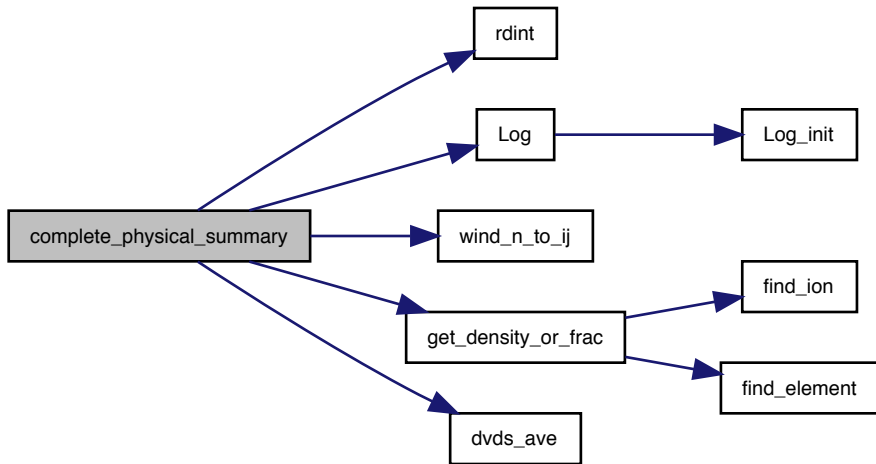 rdint
Log
Log_init
complete_physical_summary
wind_n_to_ij
find_ion
get_density_or_frac
find_element
dvds_ave